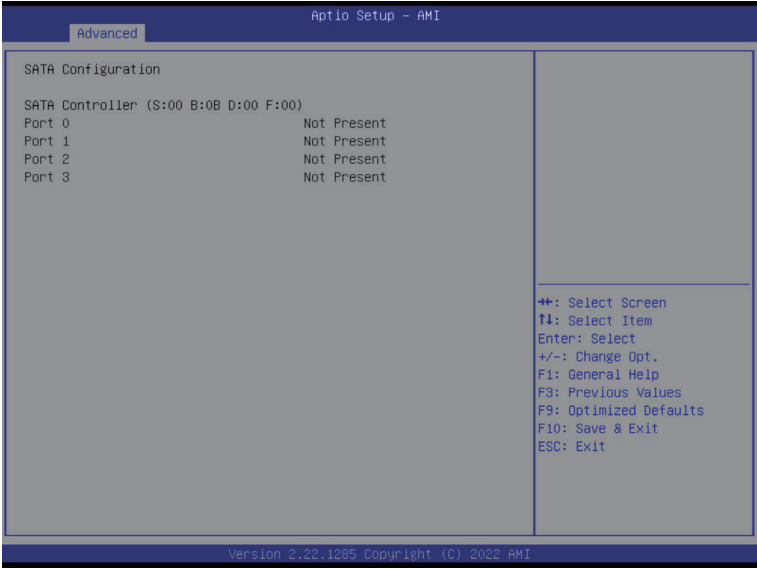 Aptio Setup – AMI
Advanced
SATA Configuration
SATA Controller (S:00 B:0B D:00 F:00)
Port 0 Not Present
Port 1 Not Present
Port 2 Not Present
Port 3 Not Present
→←: Select Screen
↑↓: Select Item
Enter: Select
+/-: Change Opt.
F1: General Help
F3: Previous Values
F9: Optimized Defaults
F10: Save & Exit
ESC: Exit
Version 2.22.1285 Copyright (C) 2022 AMI